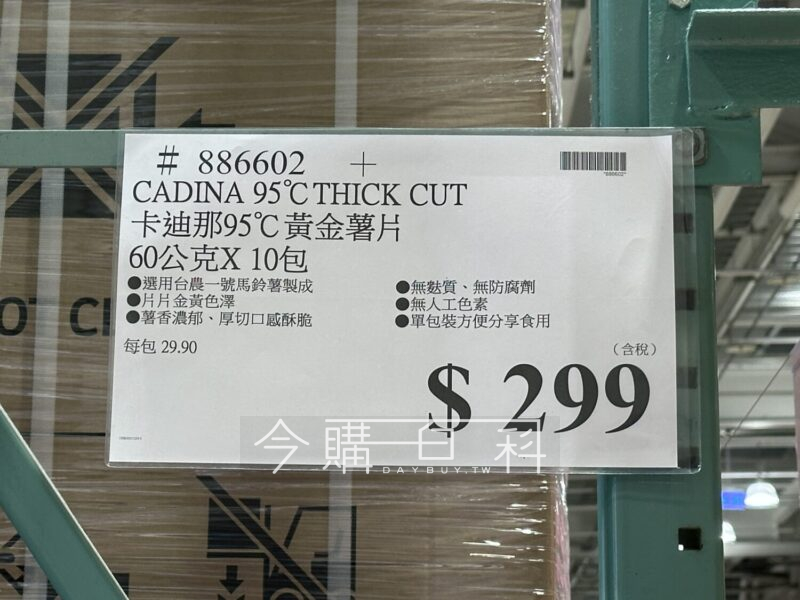 # 886602 +
*886602*
CADINA 95℃ THICK CUT
卡迪那95℃黃金薯片
60公克X 10包
●選用台農一號馬鈴薯製成
●片片金黃色澤
●薯香濃郁、厚切口感酥脆
●無麩質、無防腐劑
●無人工色素
●單包裝方便分享食用
每包 29.90
(含稅)
$ 299
今購百科
DAYBUY.TW